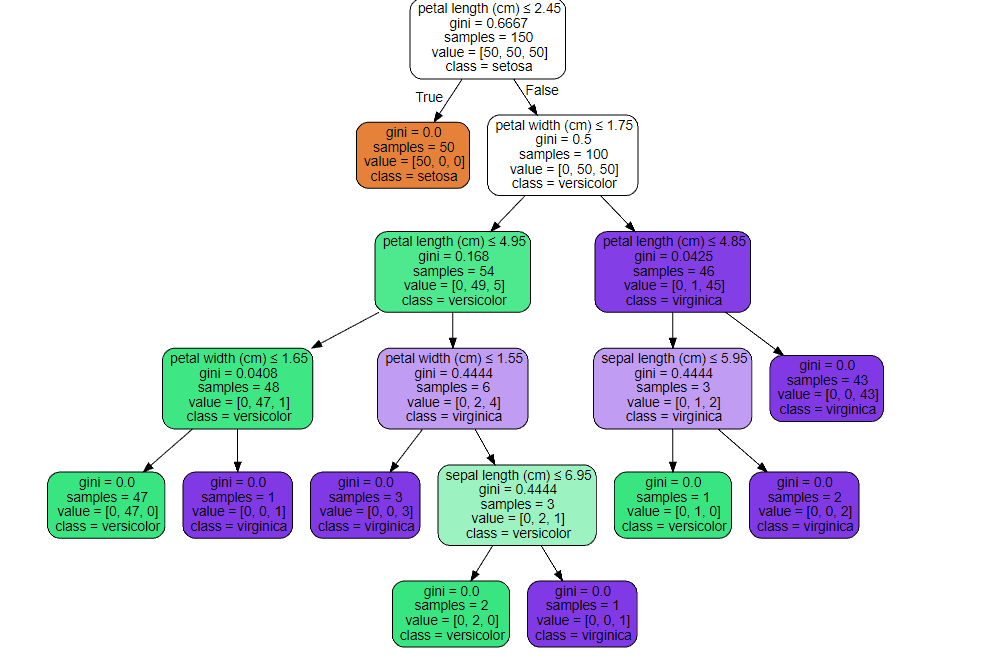 petal length (cm) ≤ 2.45
gini = 0.6667
samples = 150
value = [50, 50, 50]
class = setosa
True
False
gini = 0.0
samples = 50
value = [50, 0, 0]
class = setosa
petal width (cm) ≤ 1.75
gini = 0.5
samples = 100
value = [0, 50, 50]
class = versicolor
petal length (cm) ≤ 4.95
gini = 0.168
samples = 54
value = [0, 49, 5]
class = versicolor
petal length (cm) ≤ 4.85
gini = 0.0425
samples = 46
value = [0, 1, 45]
class = virginica
petal width (cm) ≤ 1.65
gini = 0.0408
samples = 48
value = [0, 47, 1]
class = versicolor
petal width (cm) ≤ 1.55
gini = 0.4444
samples = 6
value = [0, 2, 4]
class = virginica
sepal length (cm) ≤ 5.95
gini = 0.4444
samples = 3
value = [0, 1, 2]
class = virginica
gini = 0.0
samples = 43
value = [0, 0, 43]
class = virginica
gini = 0.0
samples = 47
value = [0, 47, 0]
class = versicolor
gini = 0.0
samples = 1
value = [0, 0, 1]
class = virginica
gini = 0.0
samples = 3
value = [0, 0, 3]
class = virginica
sepal length (cm) ≤ 6.95
gini = 0.4444
samples = 3
value = [0, 2, 1]
class = versicolor
gini = 0.0
samples = 1
value = [0, 1, 0]
class = versicolor
gini = 0.0
samples = 2
value = [0, 0, 2]
class = virginica
gini = 0.0
samples = 2
value = [0, 2, 0]
class = versicolor
gini = 0.0
samples = 1
value = [0, 0, 1]
class = virginica